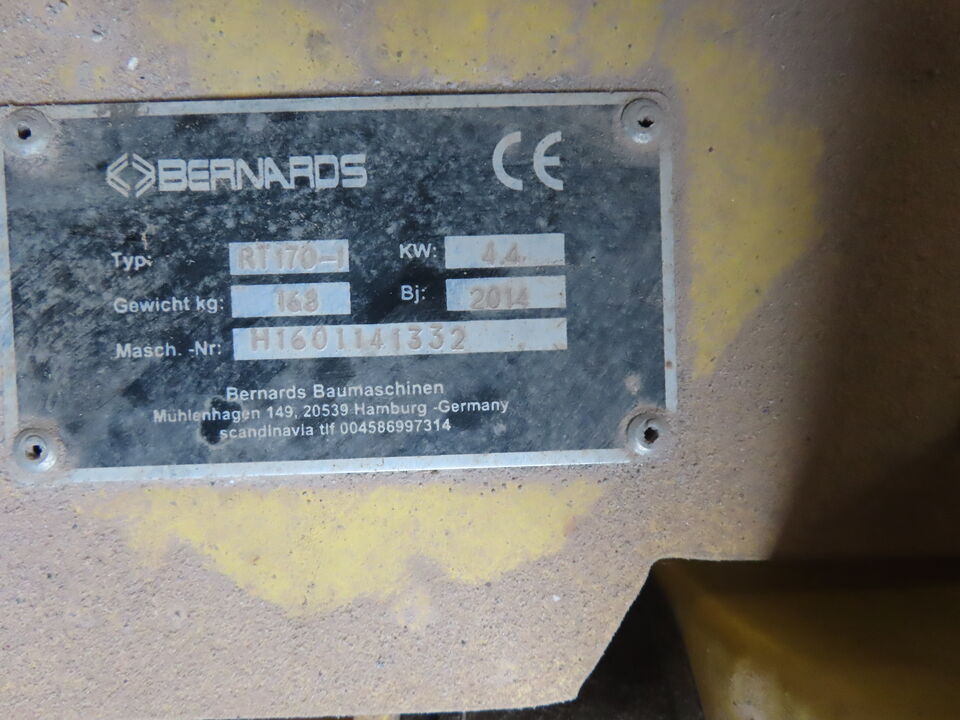 BERNARDS CE
Typ: RT170-1 KW: 4.4
Gewicht kg: 168 Bj: 2014
Masch. -Nr: H1601141332
Bernards Baumaschinen
Mühlenhagen 149, 20539 Hamburg -Germany
scandinavia tlf 004586997314